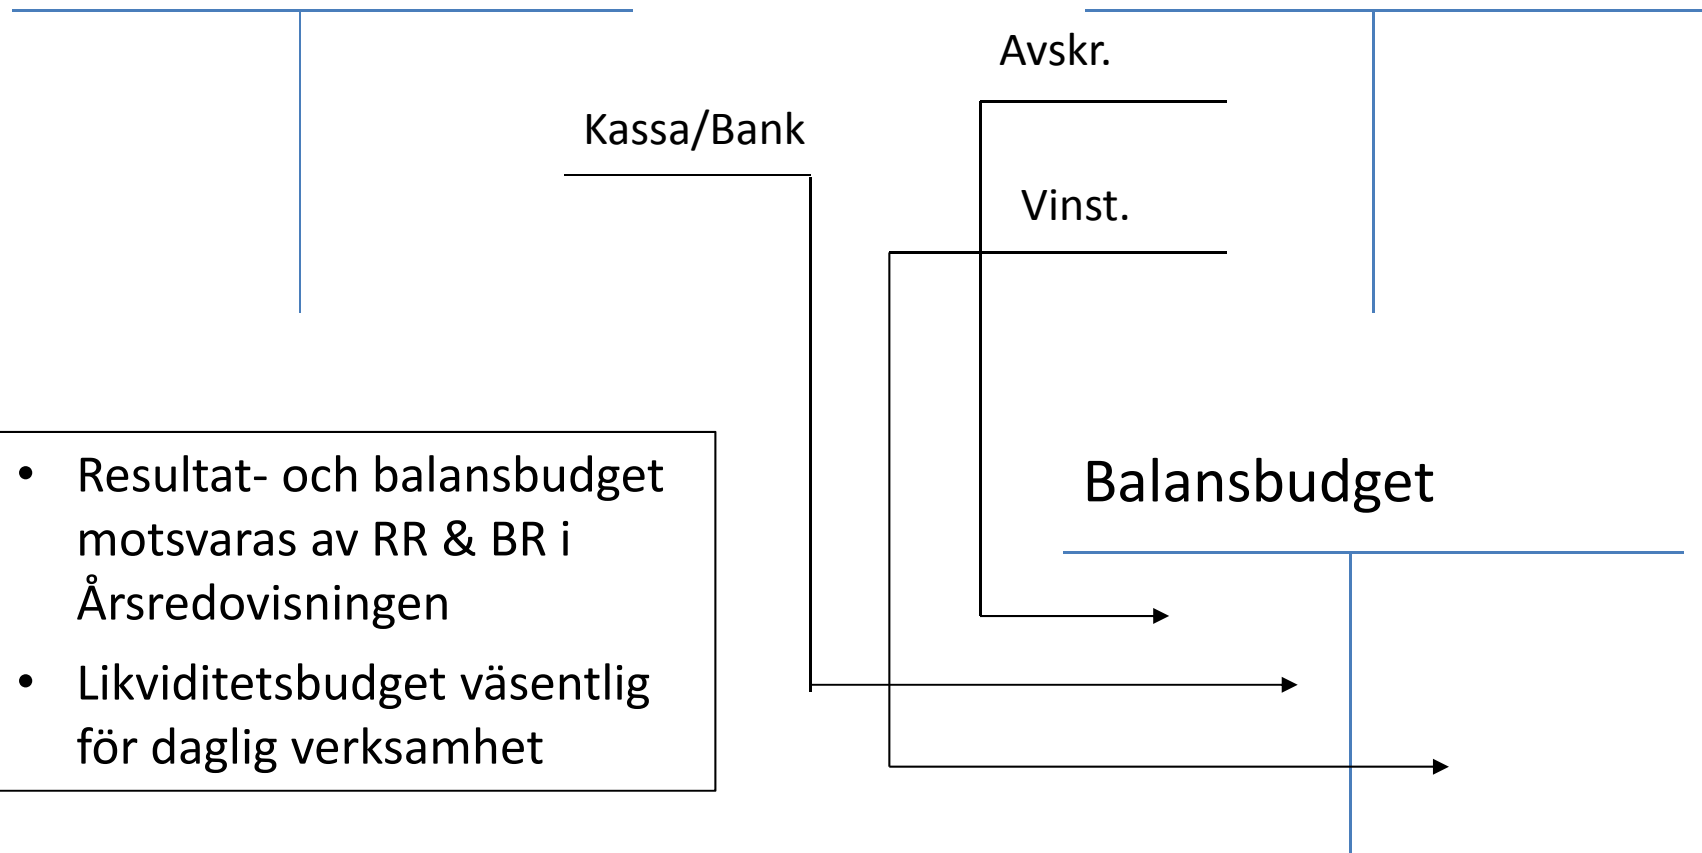 Avskr.
Kassa/Bank
Vinst.
• Resultat- och balansbudget
motsvaras av RR & BR i
Årsredovisningen
• Likviditetsbudget väsentlig
för daglig verksamhet
Balansbudget